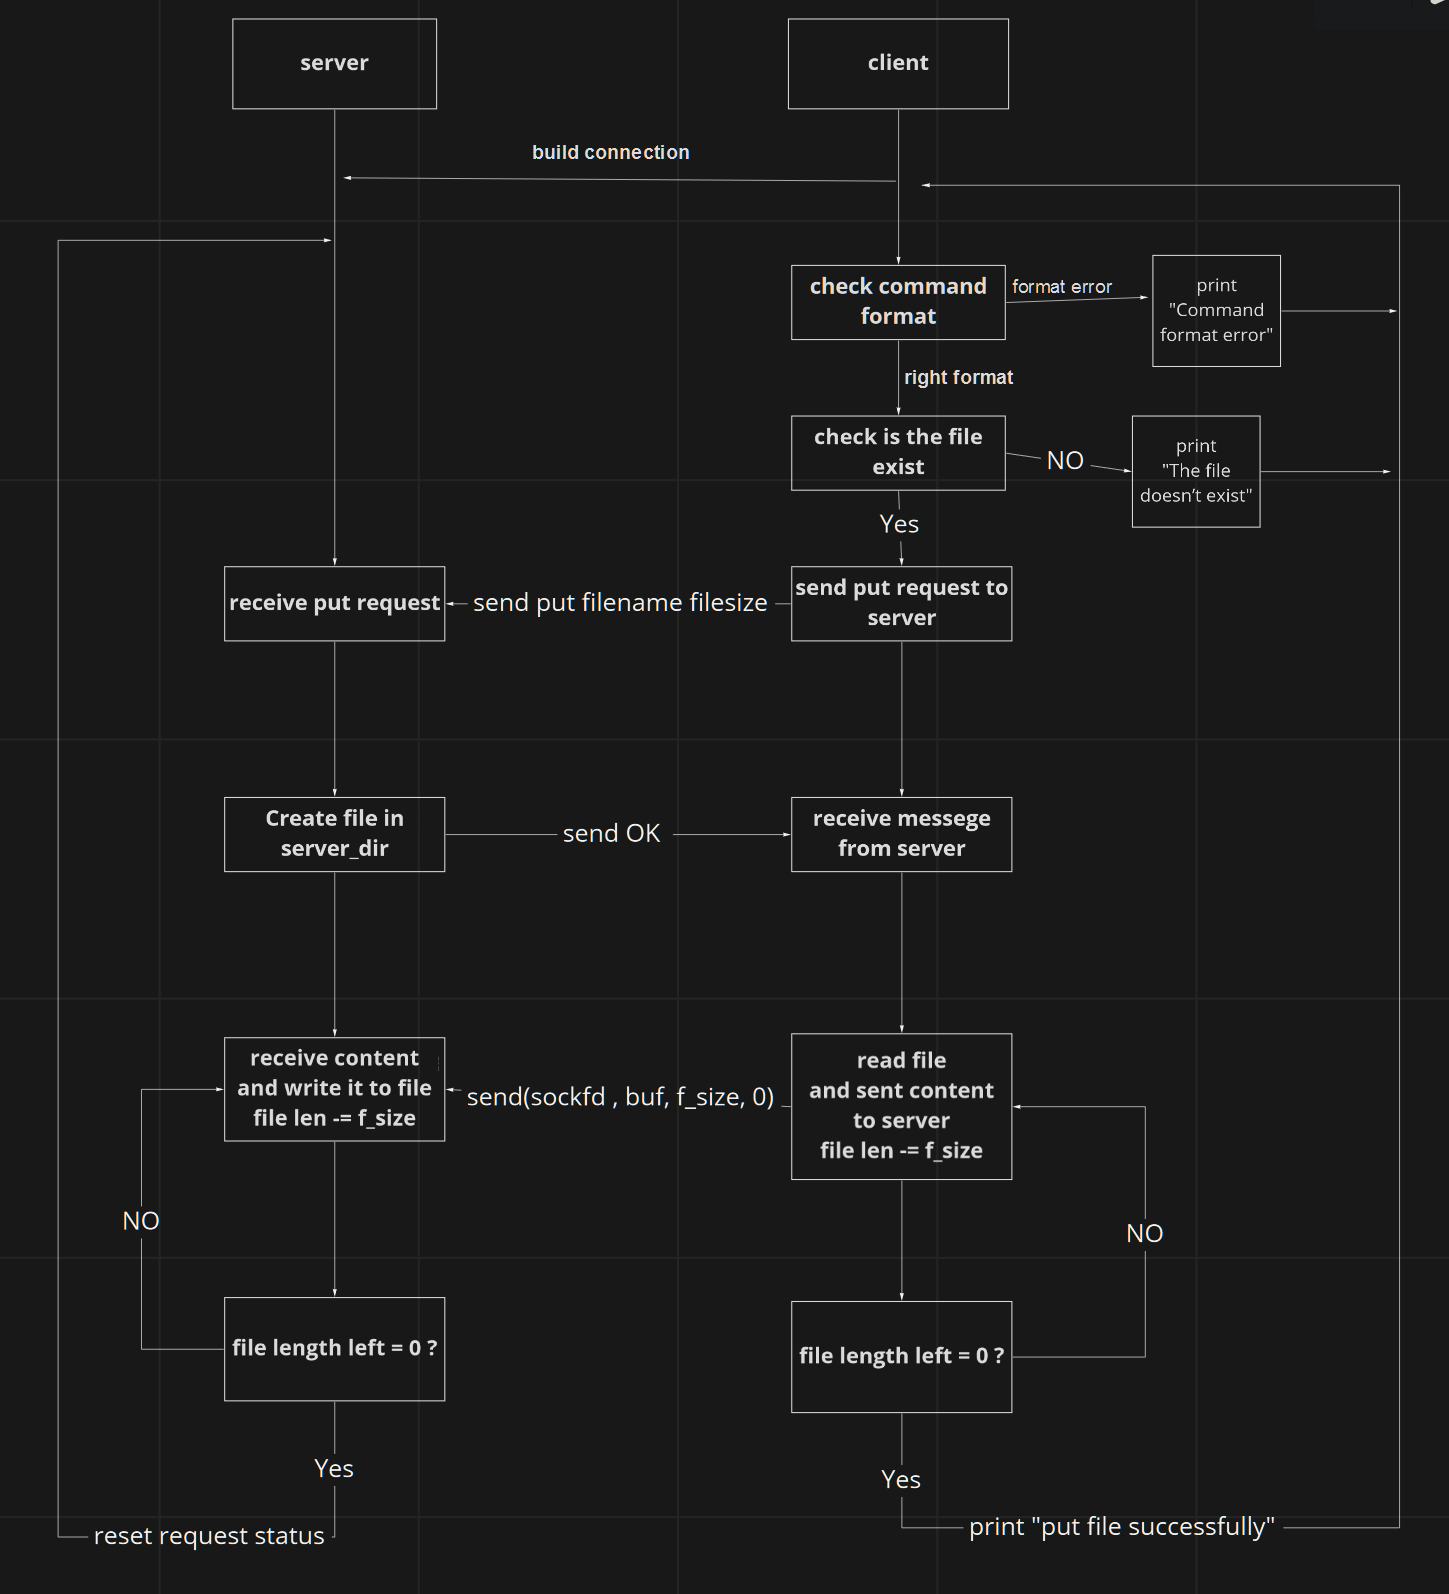 server
client
build connection
check command
format
format error
print
"Command
format error"
right format
check is the file
exist
NO
print
"The file
doesn't exist"
Yes
receive put request
send put filename filesize
send put request to
server
Create file in
server_dir
send OK
receive messege
from server
receive content
and write it to file
file len -= f_size
send(sockfd , buf, f_size, 0)
read file
and sent content
to server
file len -= f_size
NO
NO
file length left = 0 ?
file length left = 0 ?
Yes
Yes
reset request status
print "put file successfully"